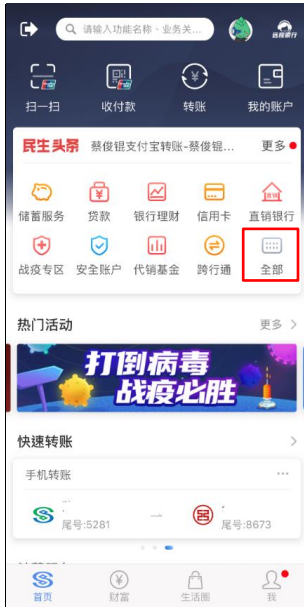 请输入功能名称、业务关...
远程银行
扫一扫 收付款 转账 我的账户
民生头条 蔡俊锟支付宝转账-蔡俊锟... 更多
储蓄服务 贷款 银行理财 信用卡 直销银行
战疫专区 安全账户 代销基金 跨行通 全部
热门活动 更多
打倒病毒
战疫必胜
快速转账
手机转账
尾号:5281 尾号:8673
首页 财富 生活圈 我